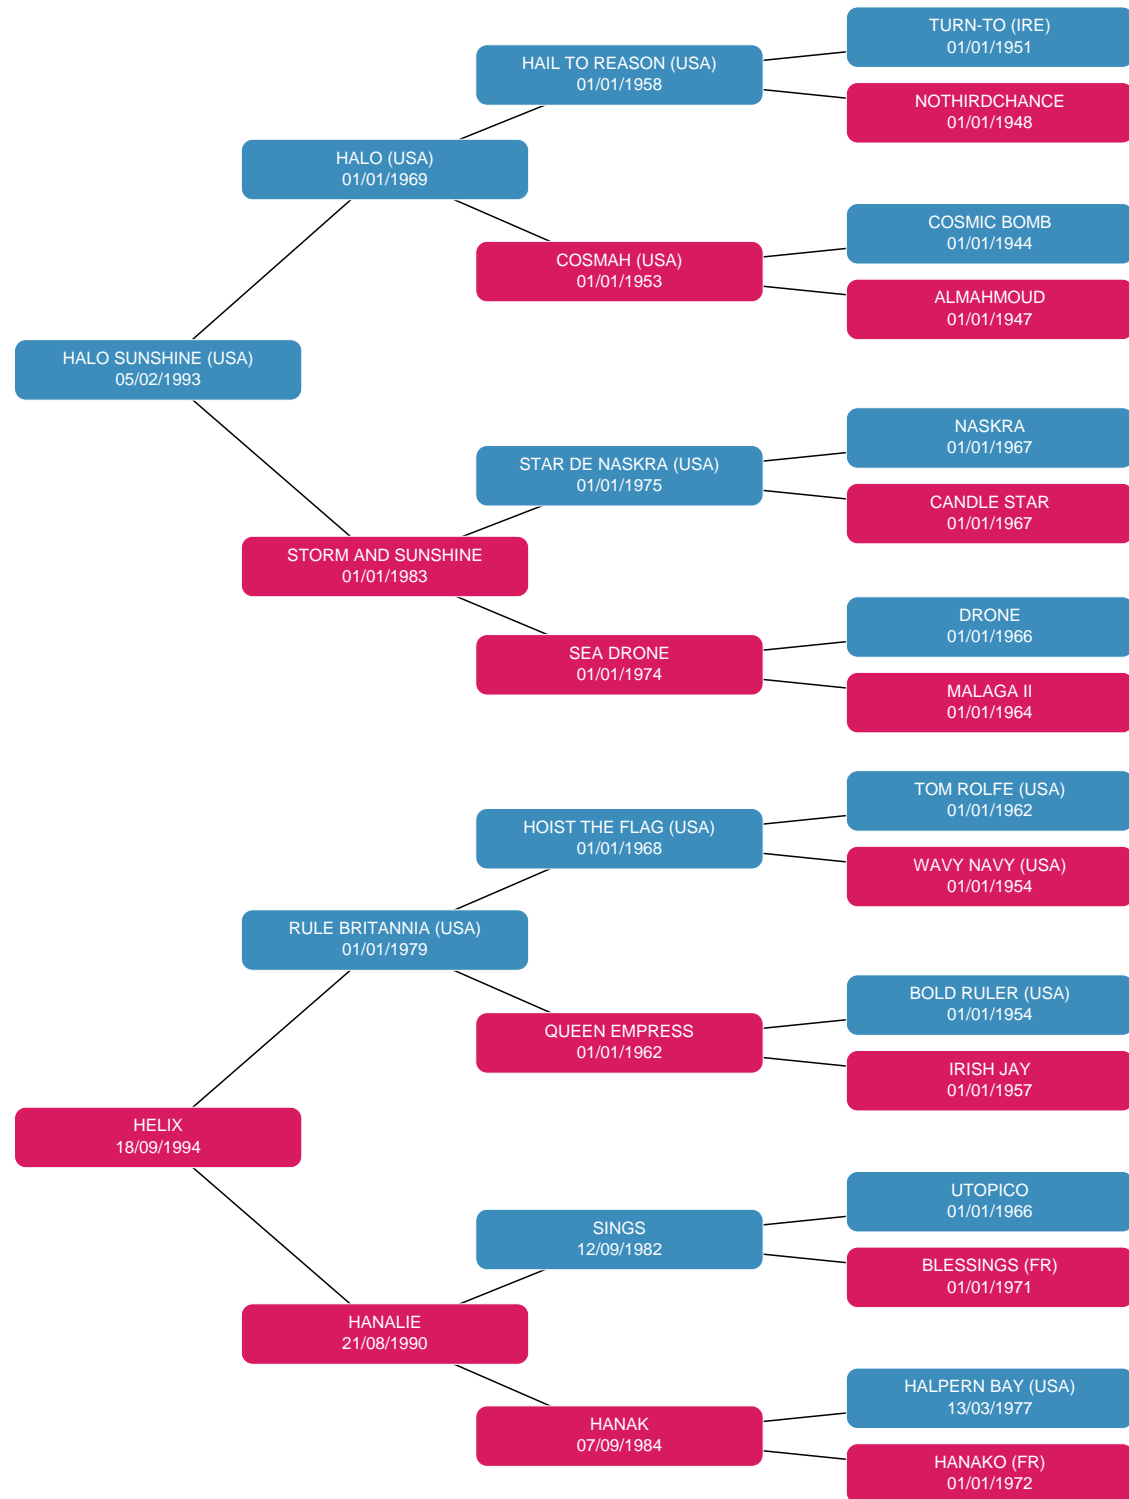 TURN-TO (IRE)
01/01/1951
HAIL TO REASON (USA)
01/01/1958
NOTHIRDCHANCE
01/01/1948
HALO (USA)
01/01/1969
COSMIC BOMB
01/01/1944
COSMAH (USA)
01/01/1953
ALMAHMOUD
01/01/1947
HALO SUNSHINE (USA)
05/02/1993
NASKRA
01/01/1967
STAR DE NASKRA (USA)
01/01/1975
CANDLE STAR
01/01/1967
STORM AND SUNSHINE
01/01/1983
DRONE
01/01/1966
SEA DRONE
01/01/1974
MALAGA II
01/01/1964
TOM ROLFE (USA)
01/01/1962
HOIST THE FLAG (USA)
01/01/1968
WAVY NAVY (USA)
01/01/1954
RULE BRITANNIA (USA)
01/01/1979
BOLD RULER (USA)
01/01/1954
QUEEN EMPRESS
01/01/1962
IRISH JAY
01/01/1957
HELIX
18/09/1994
UTOPICO
01/01/1966
SINGS
12/09/1982
BLESSINGS (FR)
01/01/1971
HANALIE
21/08/1990
HALPERN BAY (USA)
13/03/1977
HANAK
07/09/1984
HANAKO (FR)
01/01/1972